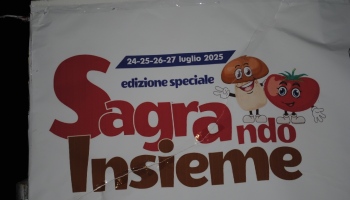 24-25-26-27 luglio 2025
edizione speciale
Sagrando
Insieme